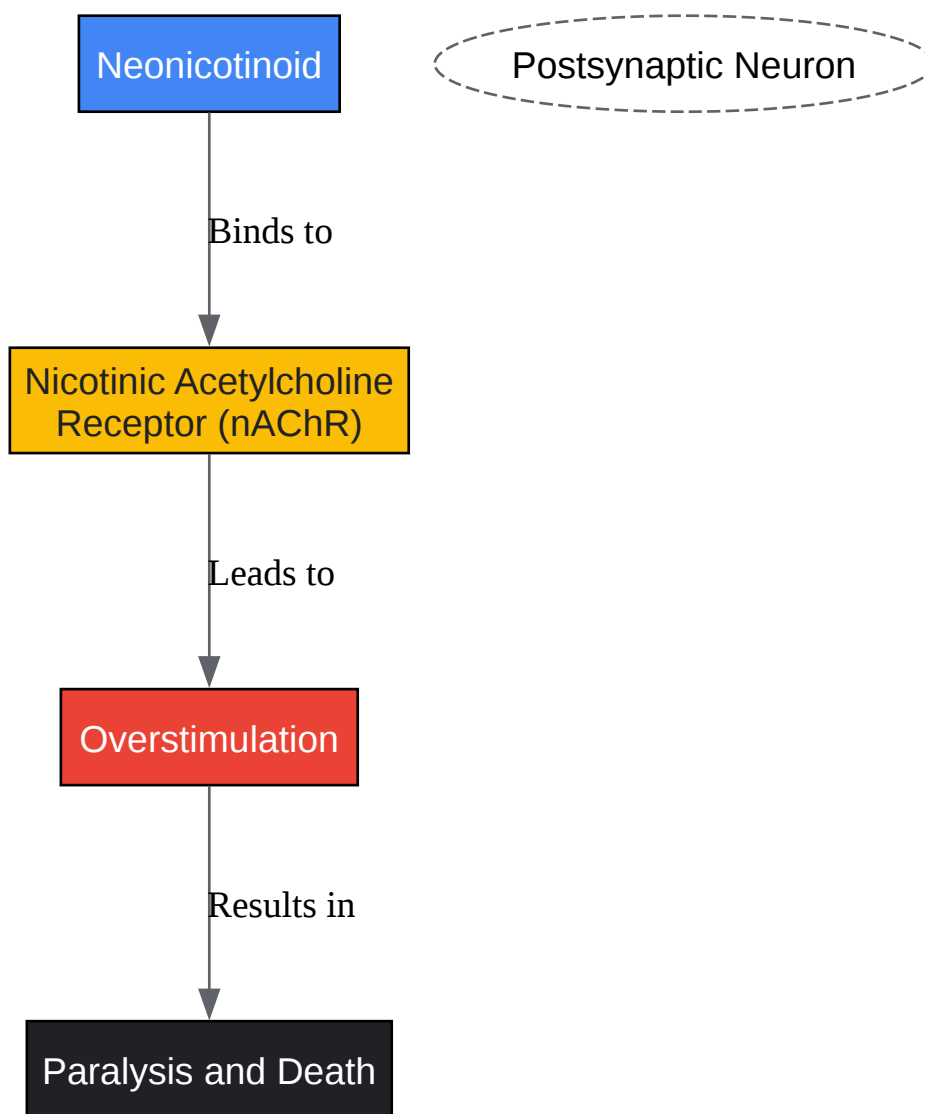 Neonicotinoid
Postsynaptic Neuron
Binds to
Nicotinic Acetylcholine
Receptor (nAChR)
Leads to
Overstimulation
Results in
Paralysis and Death